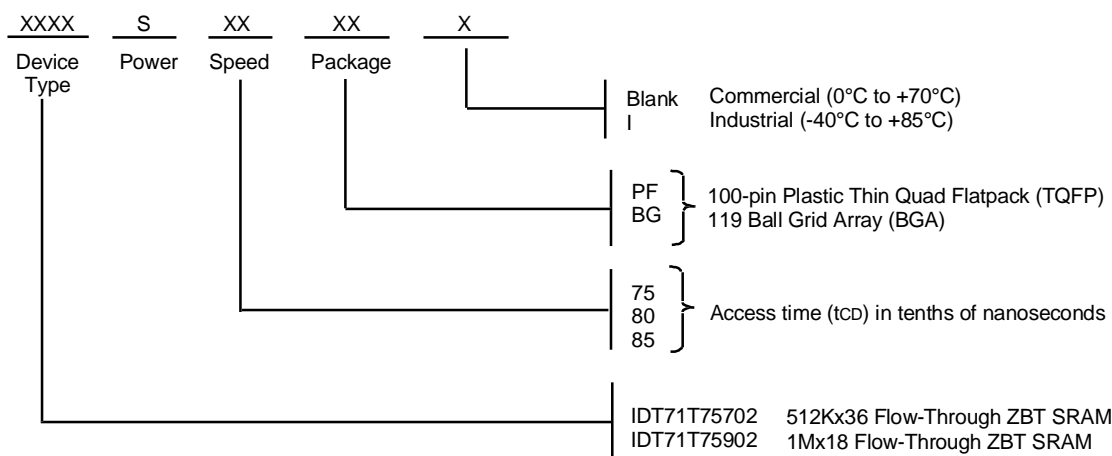 XXXX S XX XX X
Device Type Power Speed Package
Blank Commercial (0°C to +70°C)
I Industrial (-40°C to +85°C)
PF 100-pin Plastic Thin Quad Flatpack (TQFP)
BG 119 Ball Grid Array (BGA)
75
80 Access time (tCD) in tenths of nanoseconds
85
IDT71T75702 512Kx36 Flow-Through ZBT SRAM
IDT71T75902 1Mx18 Flow-Through ZBT SRAM